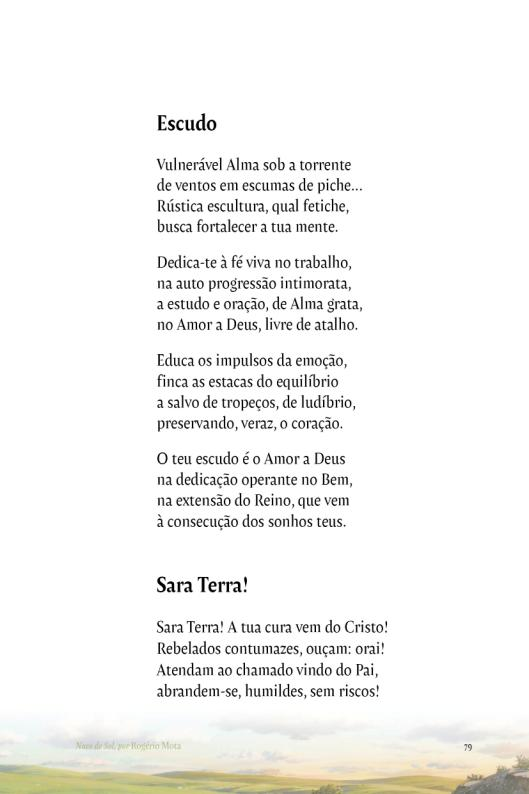 Escudo
Vulnerável Alma sob a torrente
de ventos em escumas de piche...
Rústica escultura, qual fetiche,
busca fortalecer a tua mente.
Dedica-te à fé viva no trabalho,
na auto progressão intimorata,
a estudo e oração, de Alma grata,
no Amor a Deus, livre de atalho.
Educa os impulsos da emoção,
finca as estacas do equilíbrio
a salvo de tropeços, de ludíbrio,
preservando, veraz, o coração.
O teu escudo é o Amor a Deus
na dedicação operante no Bem,
na extensão do Reino, que vem
à consecução dos sonhos teus.
Sara Terra!
Sara Terra! A tua cura vem do Cristo!
Rebelados contumazes, ouçam: orai!
Atendam ao chamado vindo do Pai,
abrandem-se, humildes, sem riscos!
de Sol, por Rogério Mota
79